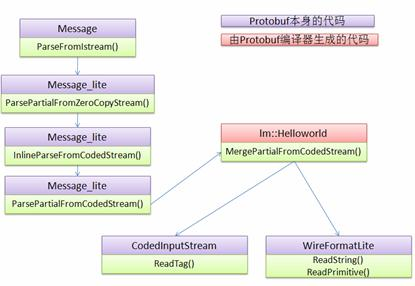 Message
ParseFromIstream()
Protobuf本身的代码
由Protobuf编译器生成的代码
Message_lite
ParsePartialFromZeroCopyStream()
Message_lite
InlineParseFromCodedStream()
Message_lite
ParsePartialFromCodedStream()
lm::Helloworld
MergePartialFromCodedStream()
CodedInputStream
ReadTag()
WireFormatLite
ReadString()
ReadPrimitive()